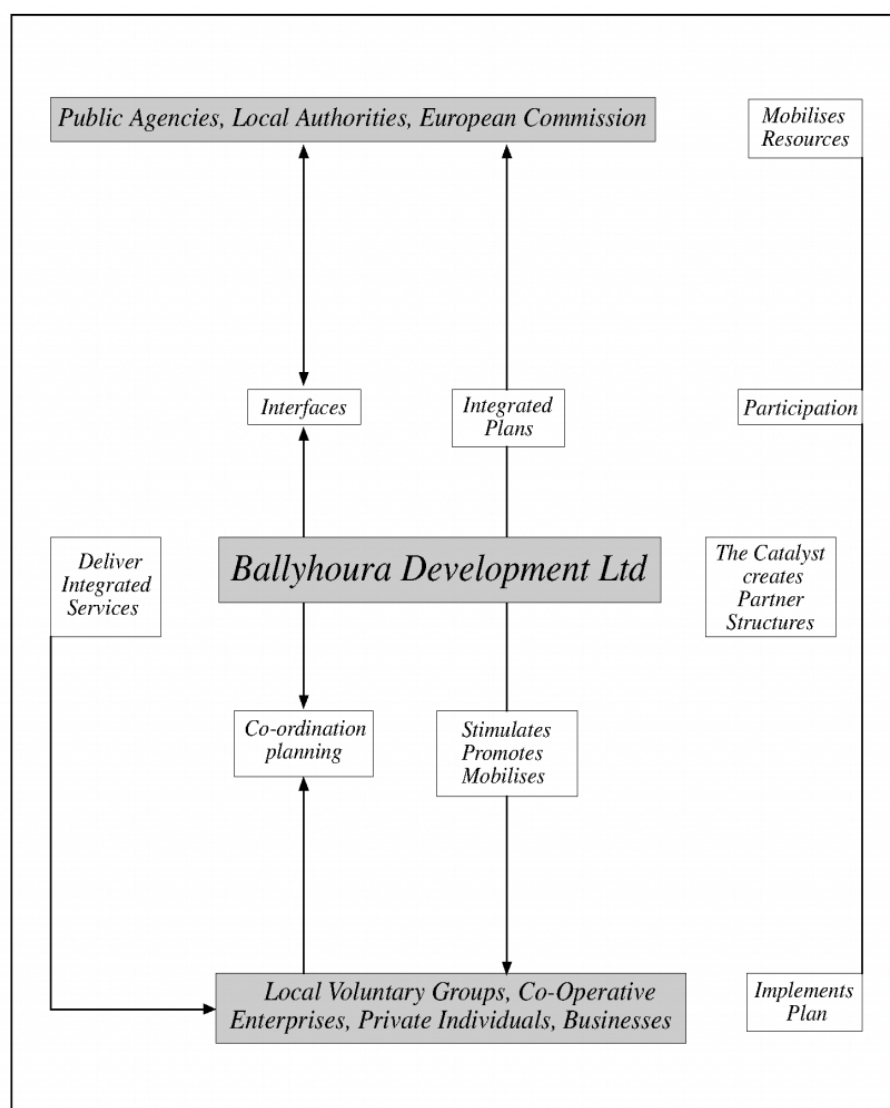 Public Agencies, Local Authorities, European Commission
Mobilises
Resources
Interfaces
Integrated
Plans
Participation
Deliver
Integrated
Services
Ballyhoura Development Ltd
The Catalyst
creates
Partner
Structures
Co-ordination
planning
Stimulates
Promotes
Mobilises
Local Voluntary Groups, Co-Operative
Enterprises, Private Individuals, Businesses
Implements
Plan